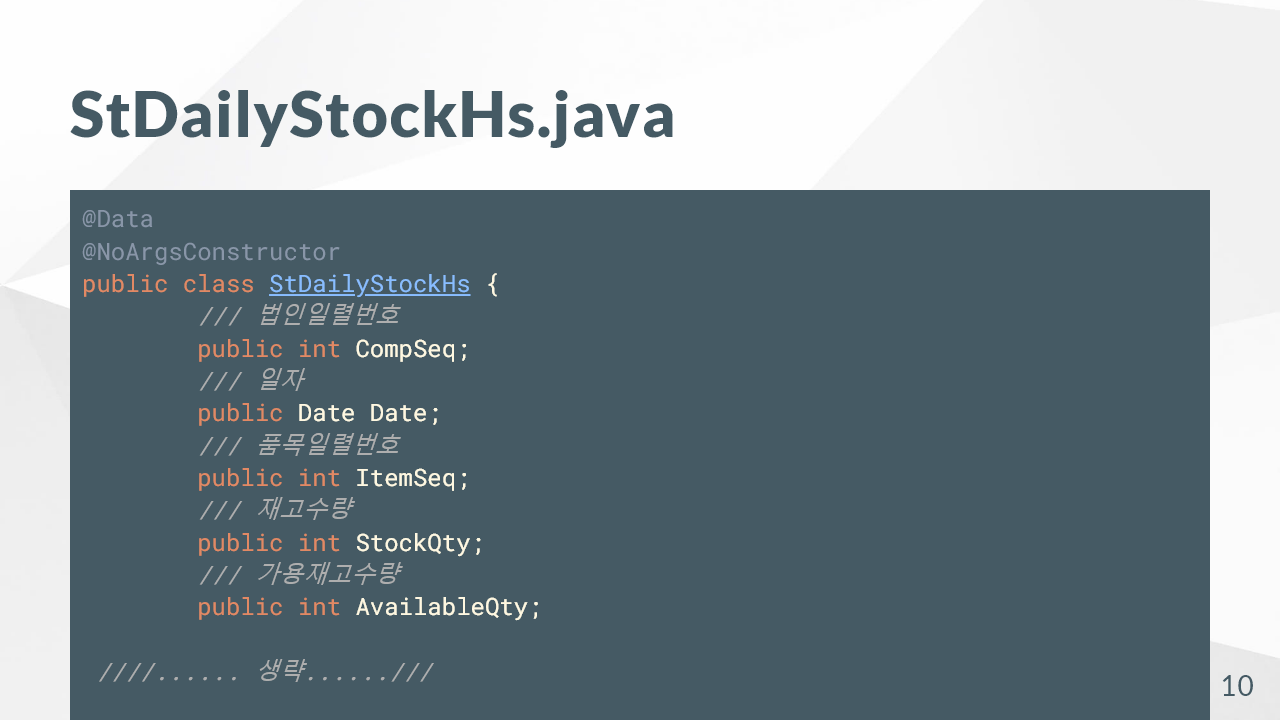 StDailyStockHs.java
@Data
@NoArgsConstructor
public class StDailyStockHs {
/// 법인일렬번호
public int CompSeq;
/// 일자
public Date Date;
/// 품목일렬번호
public int ItemSeq;
/// 재고수량
public int StockQty;
/// 가용재고수량
public int AvailableQty;
////...... 생략......///
10